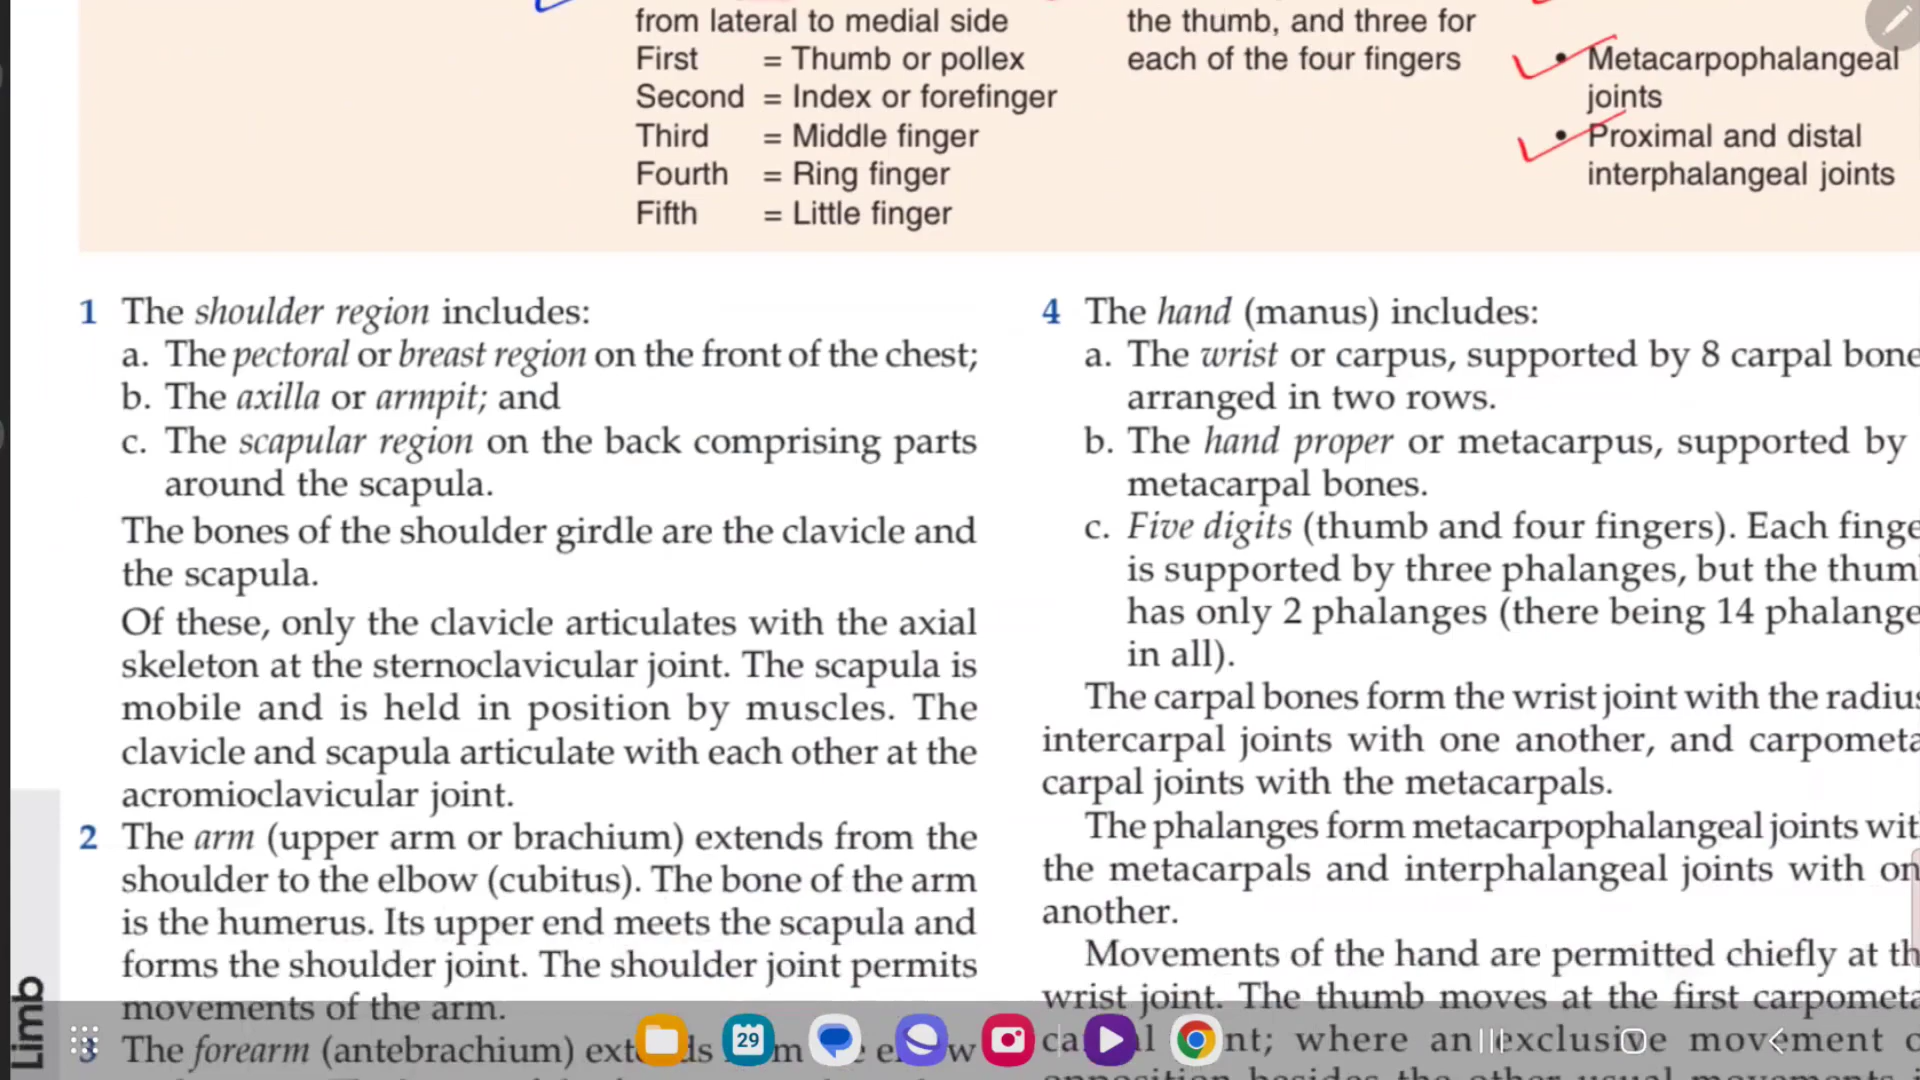 from lateral to medial side
First = Thumb or pollex
Second = Index or forefinger
Third = Middle finger
Fourth = Ring finger
Fifth = Little finger
the thumb, and three for
each of the four fingers
• Metacarpophalangeal
joints
• Proximal and distal
interphalangeal joints
1 The shoulder region includes:
a. The pectoral or breast region on the front of the chest;
b. The axilla or armpit; and
c. The scapular region on the back comprising parts
around the scapula.
The bones of the shoulder girdle are the clavicle and
the scapula.
Of these, only the clavicle articulates with the axial
skeleton at the sternoclavicular joint. The scapula is
mobile and is held in position by muscles. The
clavicle and scapula articulate with each other at the
acromioclavicular joint.
2 The arm (upper arm or brachium) extends from the
shoulder to the elbow (cubitus). The bone of the arm
is the humerus. Its upper end meets the scapula and
forms the shoulder joint. The shoulder joint permits
movements of the arm.
3 The forearm (antebrachium)
4 The hand (manus) includes:
a. The wrist or carpus, supported by 8 carpal bone
arranged in two rows.
b. The hand proper or metacarpus, supported by
metacarpal bones.
c. Five digits (thumb and four fingers). Each finge
is supported by three phalanges, but the thum
has only 2 phalanges (there being 14 phalange
in all).
The carpal bones form the wrist joint with the radius
intercarpal joints with one another, and carpometa
carpal joints with the metacarpals.
The phalanges form metacarpophalangeal joints wit
the metacarpals and interphalangeal joints with on
another.
Movements of the hand are permitted chiefly at th
wrist joint. The thumb moves at the first carpometa
where an exclusive movement
Limb
29